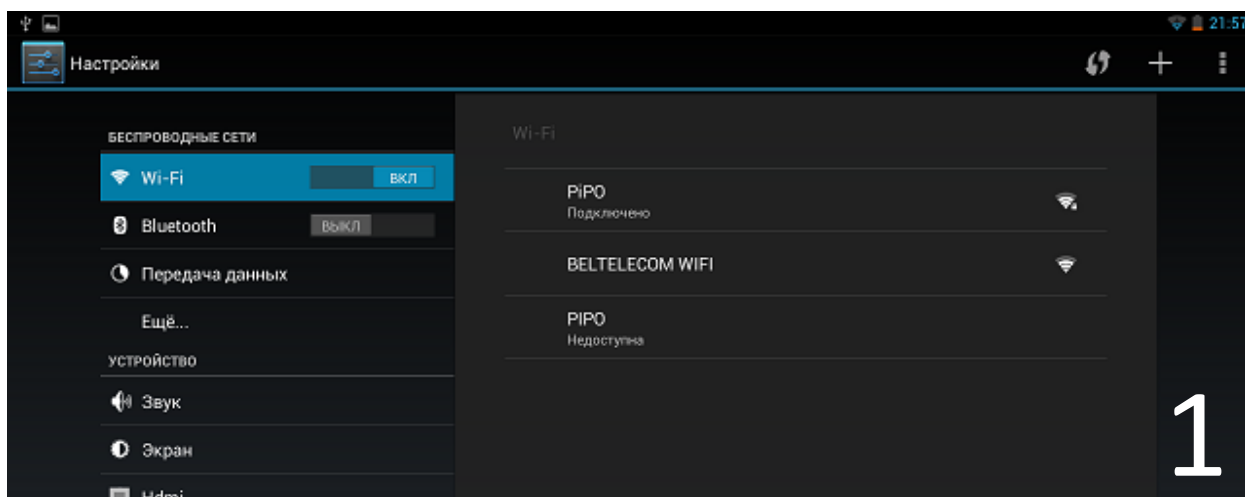 21:57
Настройки
БЕСПРОВОДНЫЕ СЕТИ
Wi-Fi
ВКЛ
Bluetooth
ВЫКЛ
Передача данных
Ещё...
УСТРОЙСТВО
Звук
Экран
Hdmi
Wi-Fi
PiPO
Подключено
BELTELECOM WIFI
PIPO
Недоступна
1